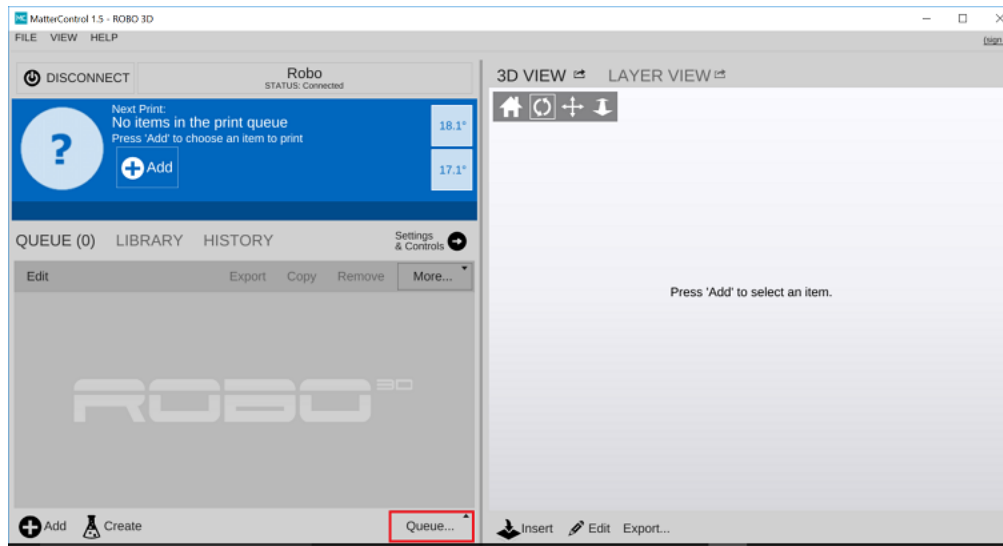 MC MatterControl 1.5 - ROBO 3D
FILE VIEW HELP
(sign
DISCONNECT
Robo
STATUS: Connected
Next Print:
No items in the print queue
Press 'Add' to choose an item to print
Add
?
18.1°
17.1°
QUEUE (0) LIBRARY HISTORY
Settings
& Controls
Edit Export Copy Remove More...
ROBO 3D
Add Create Queue...
3D VIEW LAYER VIEW
Press 'Add' to select an item.
Insert Edit Export...